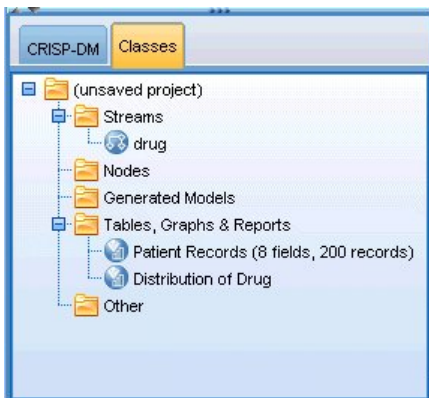 CRISP-DM Classes
(unsaved project)
Streams
drug
Nodes
Generated Models
Tables, Graphs & Reports
Patient Records (8 fields, 200 records)
Distribution of Drug
Other